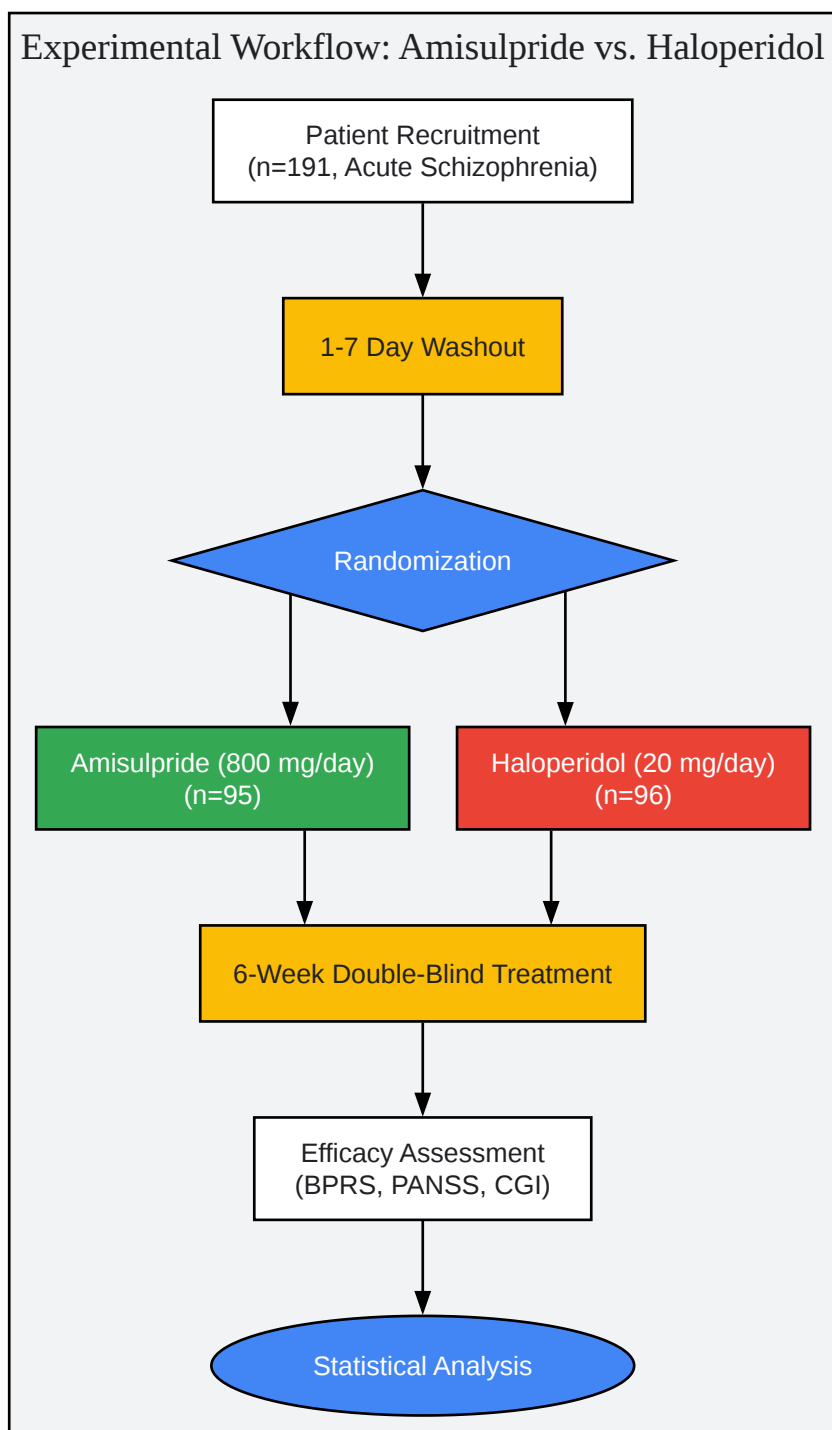 Experimental Workflow: Amisulpride vs. Haloperidol
Patient Recruitment
(n=191, Acute Schizophrenia)
1-7 Day Washout
Randomization
Amisulpride (800 mg/day)
(n=95)
Haloperidol (20 mg/day)
(n=96)
6-Week Double-Blind Treatment
Efficacy Assessment
(BPRS, PANSS, CGI)
Statistical Analysis